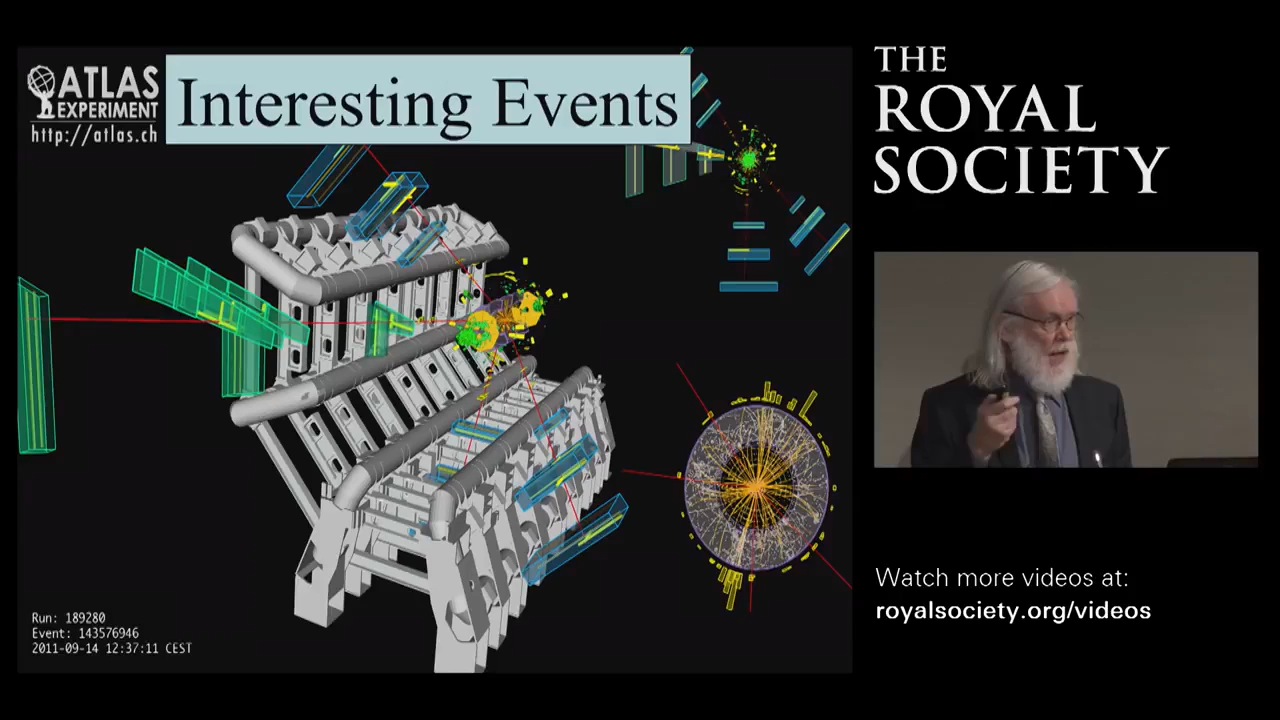 ATLAS
EXPERIMENT
http://atlas.ch
Interesting Events
Run: 189280
Event: 143576946
2011-09-14 12:37:11 CEST
THE
ROYAL
SOCIETY
Watch more videos at:
royalsociety.org/videos